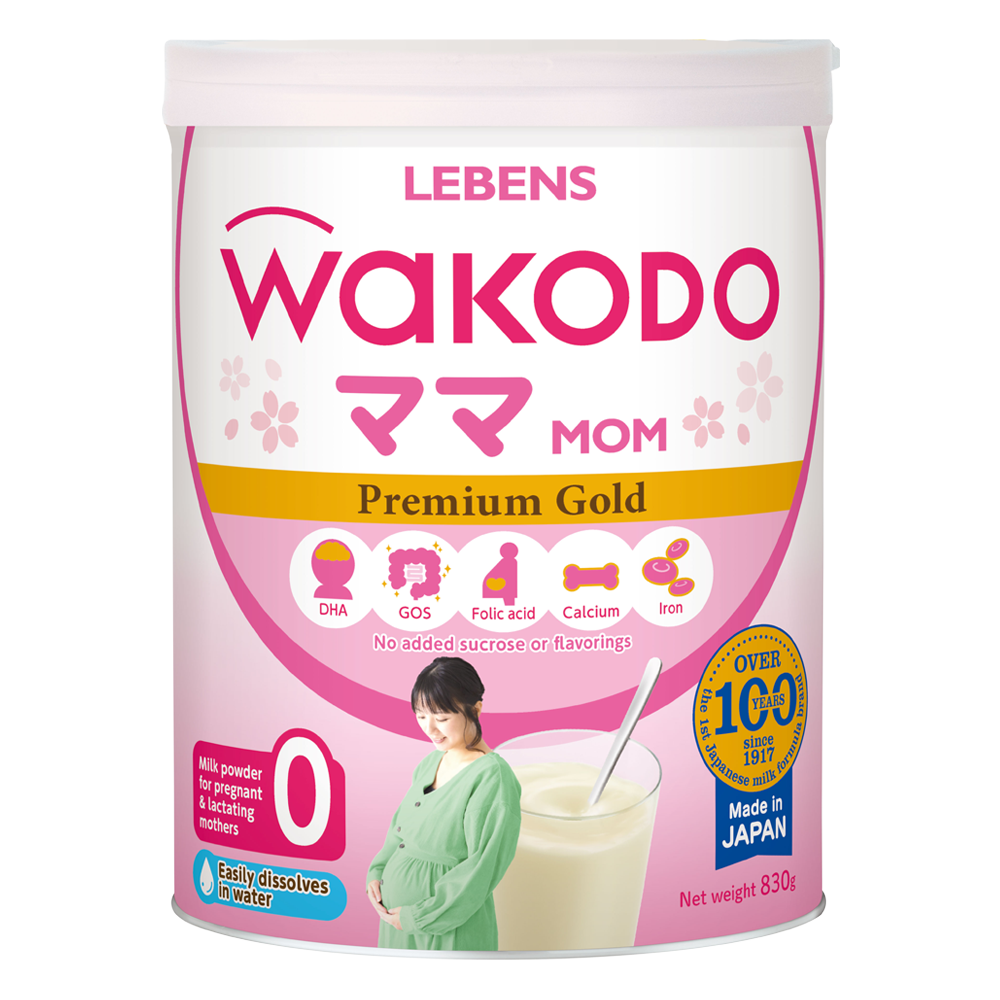 LEBENS
WaKODO
ママ MOM
Premium Gold
DHA
GOS
Folic acid
Calcium
Iron
No added sucrose or flavorings
OVER
100
YEARS
since
1917
the 1st Japanese milk formula brand
Made in
JAPAN
Milk powder
for pregnant
& lactating
mothers
0
Easily dissolves
in water
Net weight 830g